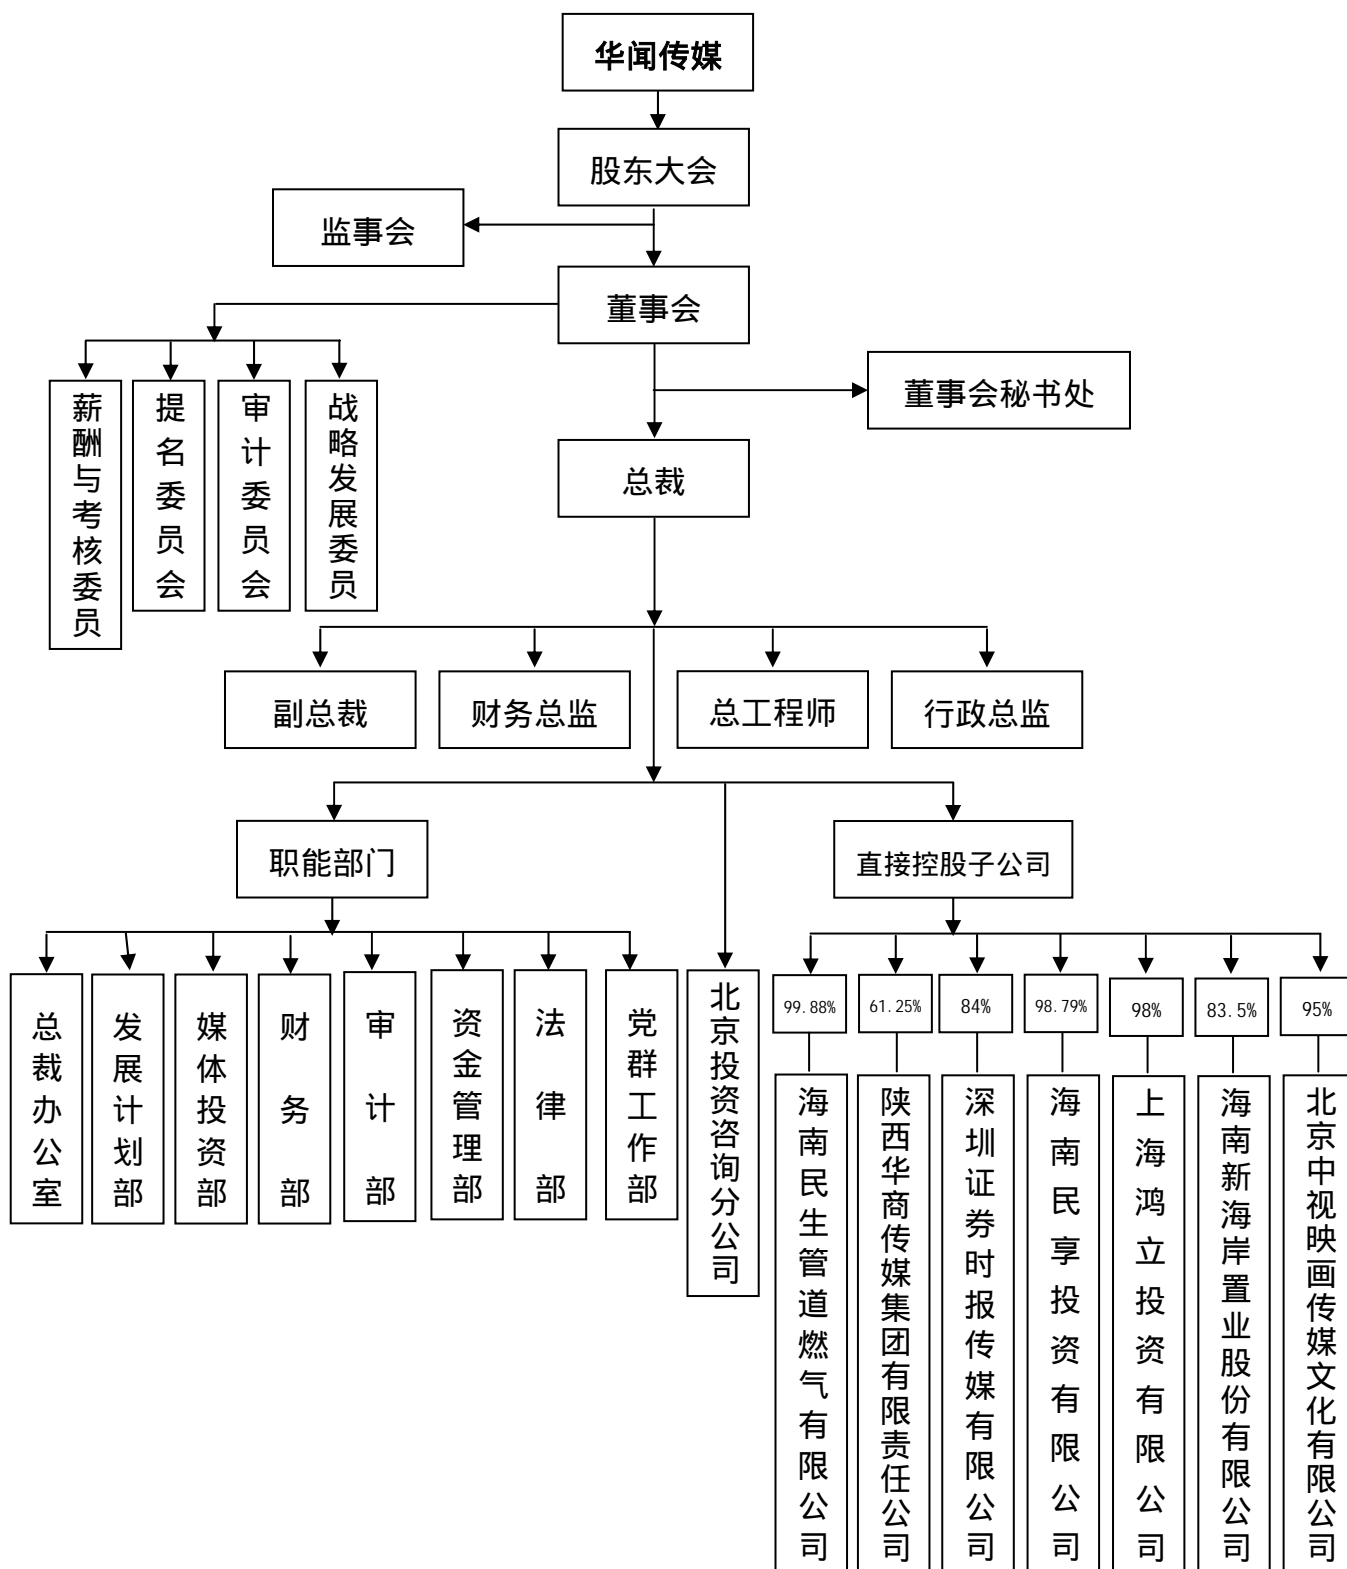 华闻传媒
股东大会
监事会
董事会
董事会秘书处
薪酬与考核委员
提名委员会
审计委员会
战略发展委员
总裁
副总裁
财务总监
总工程师
行政总监
职能部门
直接控股子公司
总裁办公室
发展计划部
媒体投资部
财务部
审计部
资金管理部
法律部
党群工作部
北京投资咨询分公司
99.88%
61.25%
84%
98.79%
98%
83.5%
95%
海南民生管道燃气有限公司
陕西华商传媒集团有限责任公司
深圳证券时报传媒有限公司
海南民享投资有限公司
上海鸿立投资有限公司
海南新海岸置业股份有限公司
北京中视映画传媒文化有限公司